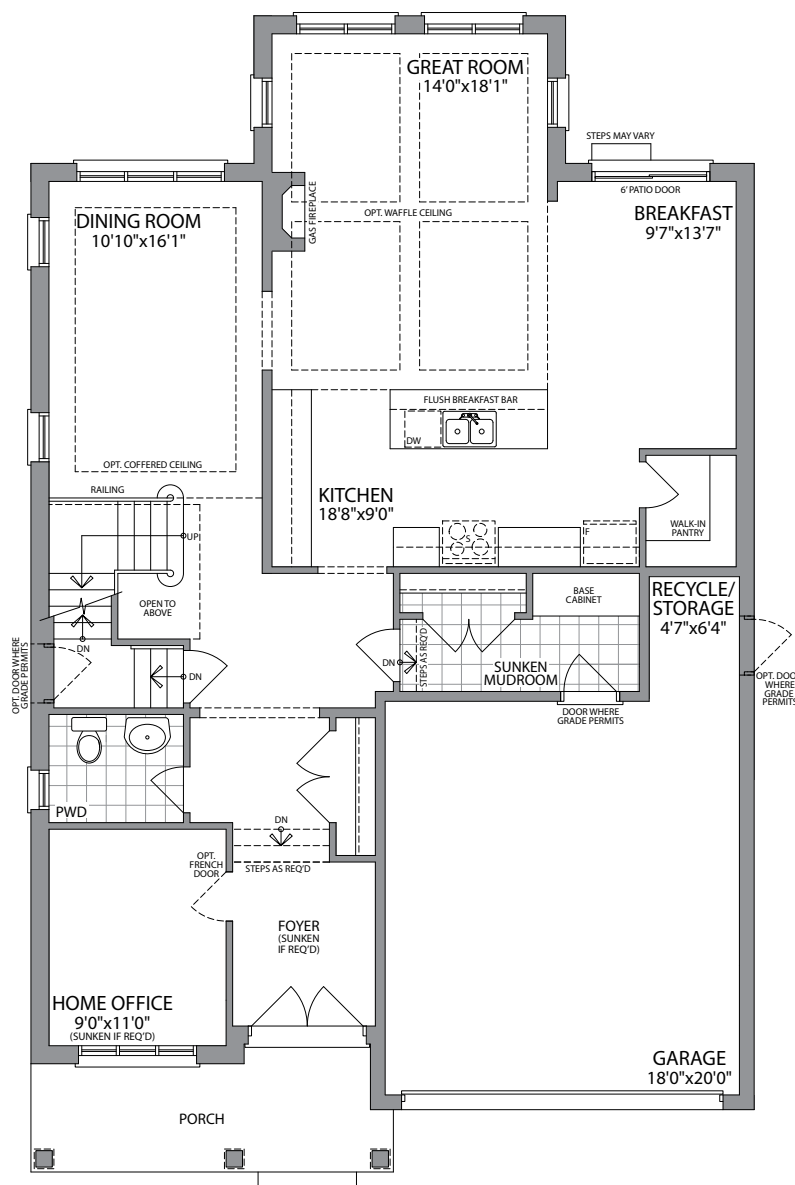 GREAT ROOM
14'0"x18'1"
STEPS MAY VARY
6' PATIO DOOR
GAS FIREPLACE
OPT. WAFFLE CEILING
DINING ROOM
10'10"x16'1"
BREAKFAST
9'7"x13'7"
FLUSH BREAKFAST BAR
DW
OPT. COFFERED CEILING
RAILING
KITCHEN
18'8"x9'0"
WALK-IN
PANTRY
UP
S
F
OPEN TO
ABOVE
BASE
CABINET
RECYCLE/
STORAGE
4'7"x6'4"
DN
OPT. DOOR WHERE
GRADE PERMITS
DN
DN
STEPS AS REQ'D
SUNKEN
MUDROOM
OPT. DOO
WHERE
GRADE
PERMITS
DOOR WHERE
GRADE PERMITS
PWD
DN
STEPS AS REQ'D
OPT.
FRENCH
DOOR
FOYER
(SUNKEN
IF REQ'D)
HOME OFFICE
9'0"x11'0"
(SUNKEN IF REQ'D)
GARAGE
18'0"x20'0"
PORCH